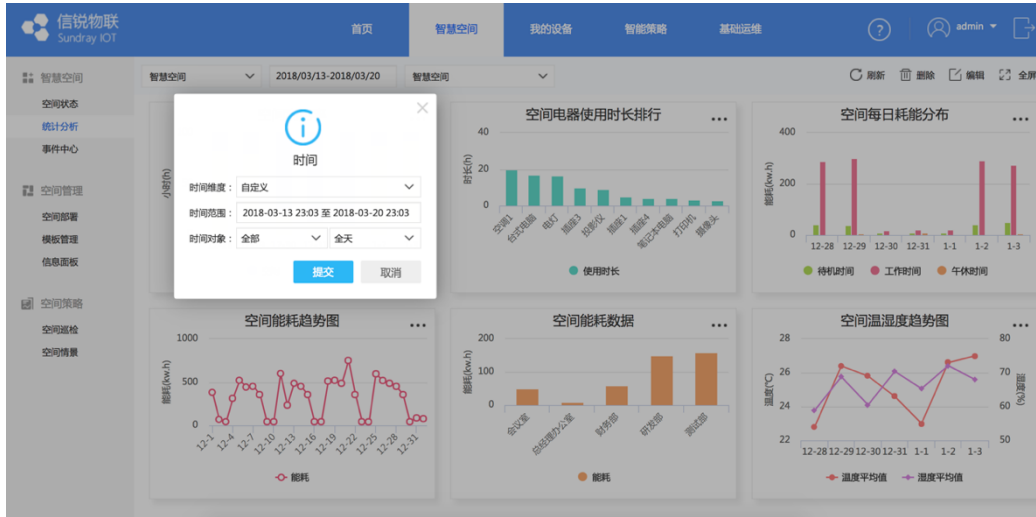 信锐物联
Sundray IOT
首页
智慧空间
我的设备
智能策略
基础运维
?
admin
智慧空间
空间状态
统计分析
事件中心
空间管理
空间部署
模板管理
信息面板
空间策略
空间巡检
空间情景
智慧空间
2018/03/13-2018/03/20
智慧空间
刷新
删除
编辑
全屏
小时(h)
时间
时间维度： 自定义
时间范围： 2018-03-13 23:03 至 2018-03-20 23:03
时间对象： 全部 全天
提交 取消
空间电器使用时长排行
时长(h)
40
20
0
空调1 台式电脑 电灯 插座3 投影仪 插座1 插座4 笔记本电脑 打印机 摄像头
使用时长
空间每日耗能分布
能耗(kw.h)
400
200
0
12-28 12-29 12-30 12-31 1-1 1-2 1-3
待机时间 工作时间 午休时间
空间能耗趋势图
能耗(kw.h)
1000
500
0
12-1 12-4 12-7 12-10 12-13 12-16 12-19 12-22 12-25 12-28 12-31
能耗
空间能耗数据
能耗(kw.h)
200
100
0
会议室 总经理办公室 财务部 研发部 测试部
能耗
空间温湿度趋势图
温度(℃)
28
26
24
22
80
70
60
50
湿度(%)
12-28 12-29 12-30 12-31 1-1 1-2 1-3
温度平均值 湿度平均值